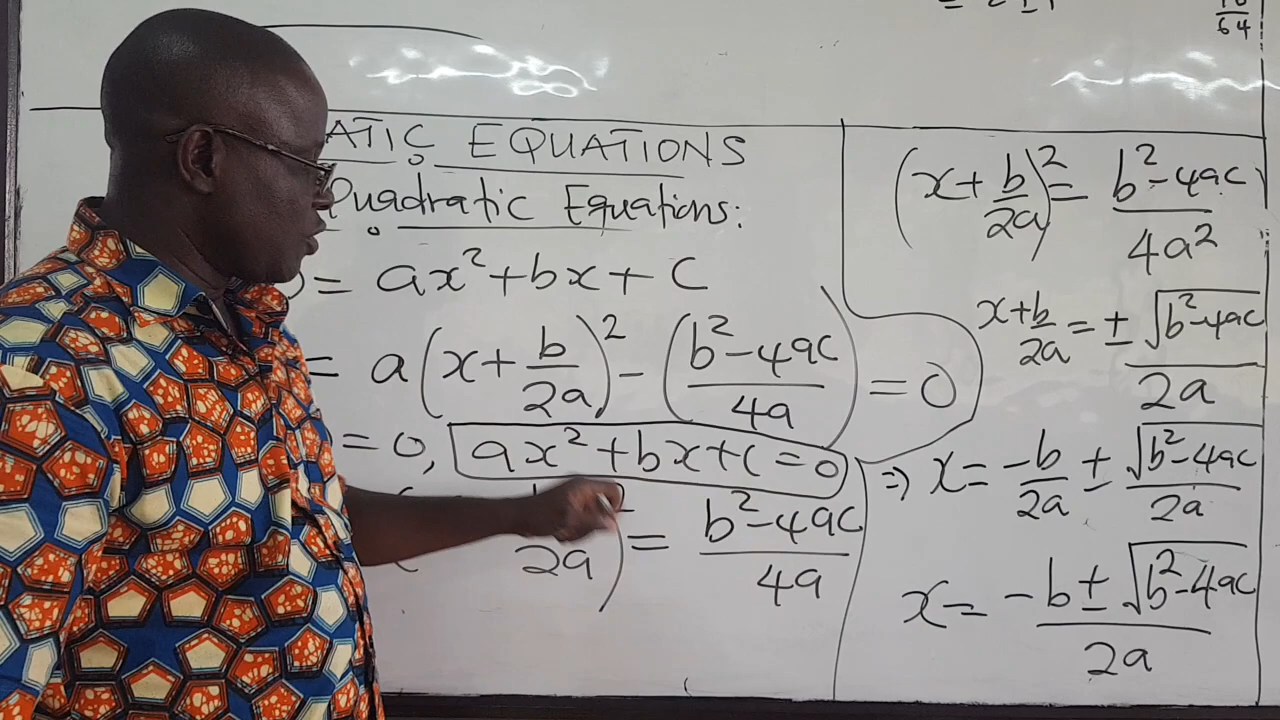 ATIC EQUATIONS
Quadratic Equations:
= ax² + bx + c
= a(x + b/2a)² - (b² - 4ac/4a) = 0
= 0, ax² + bx + c = 0
2a) = b² - 4ac/4a
(x + b/2a)² = b² - 4ac/4a²
x + b/2a = ± √b² - 4ac/2a
⇒ x = -b/2a ± √b² - 4ac/2a
x = -b ± √b² - 4ac/2a
64